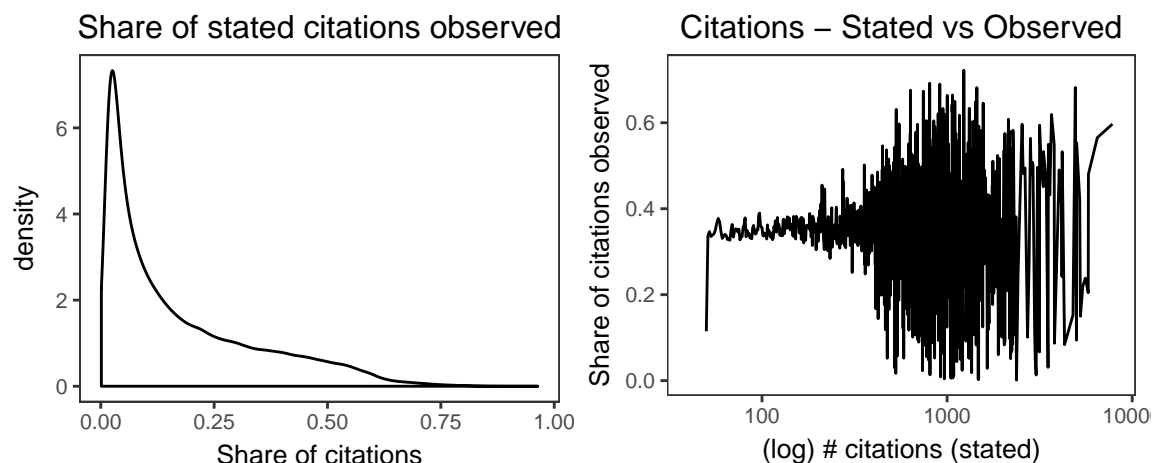 Share of stated citations observed
density
6
4
2
0
0.00 0.25 0.50 0.75 1.00
Share of citations
Citations – Stated vs Observed
Share of citations observed
0.6
0.4
0.2
0.0
100 1000 1000
(log) # citations (stated)